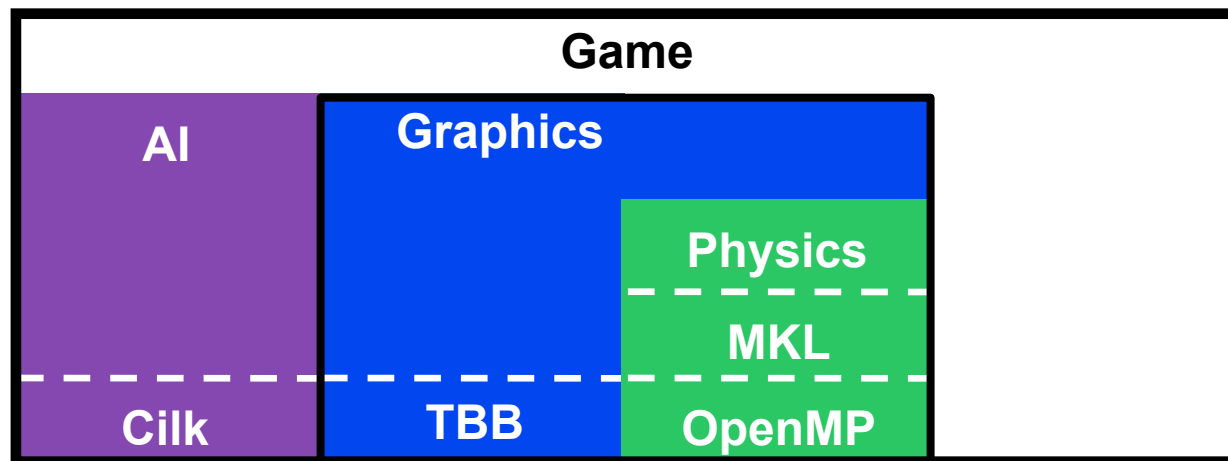 Game
AI
Graphics
Physics
MKL
Cilk
TBB
OpenMP